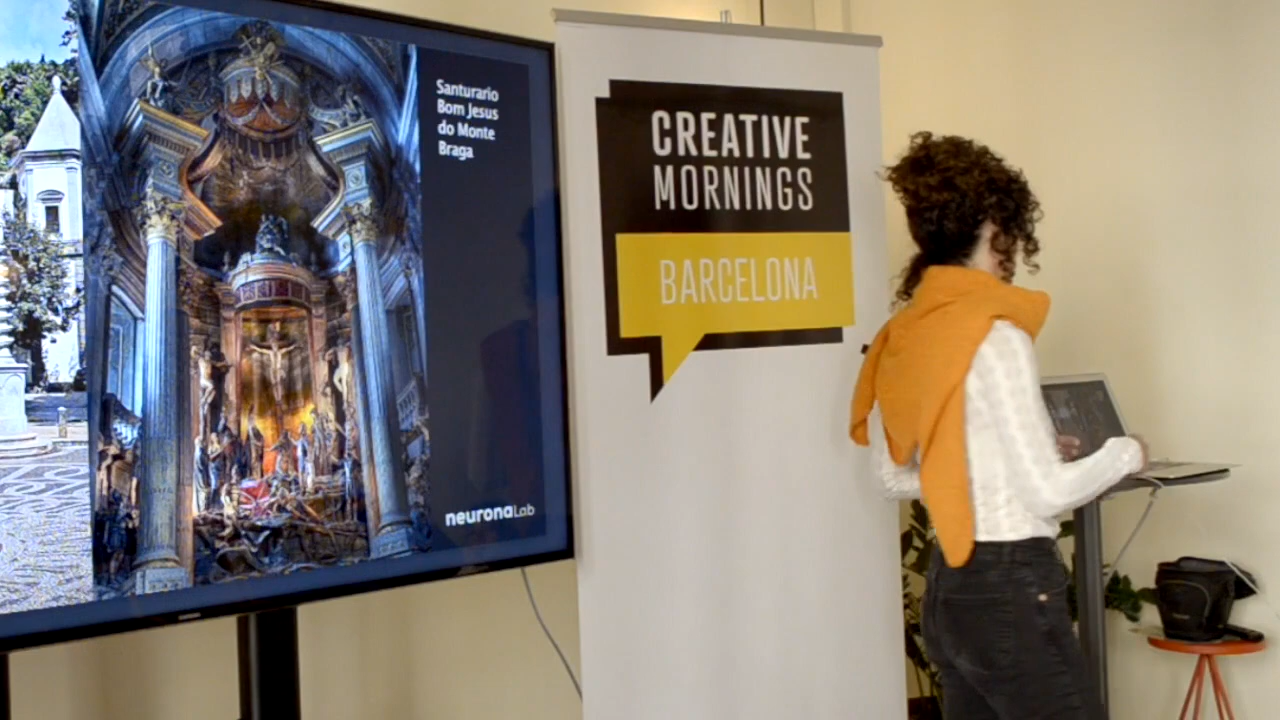 Santurario
Bom Jesus
do Monte
Braga
neuronaLab
CREATIVE
MORNINGS
BARCELONA